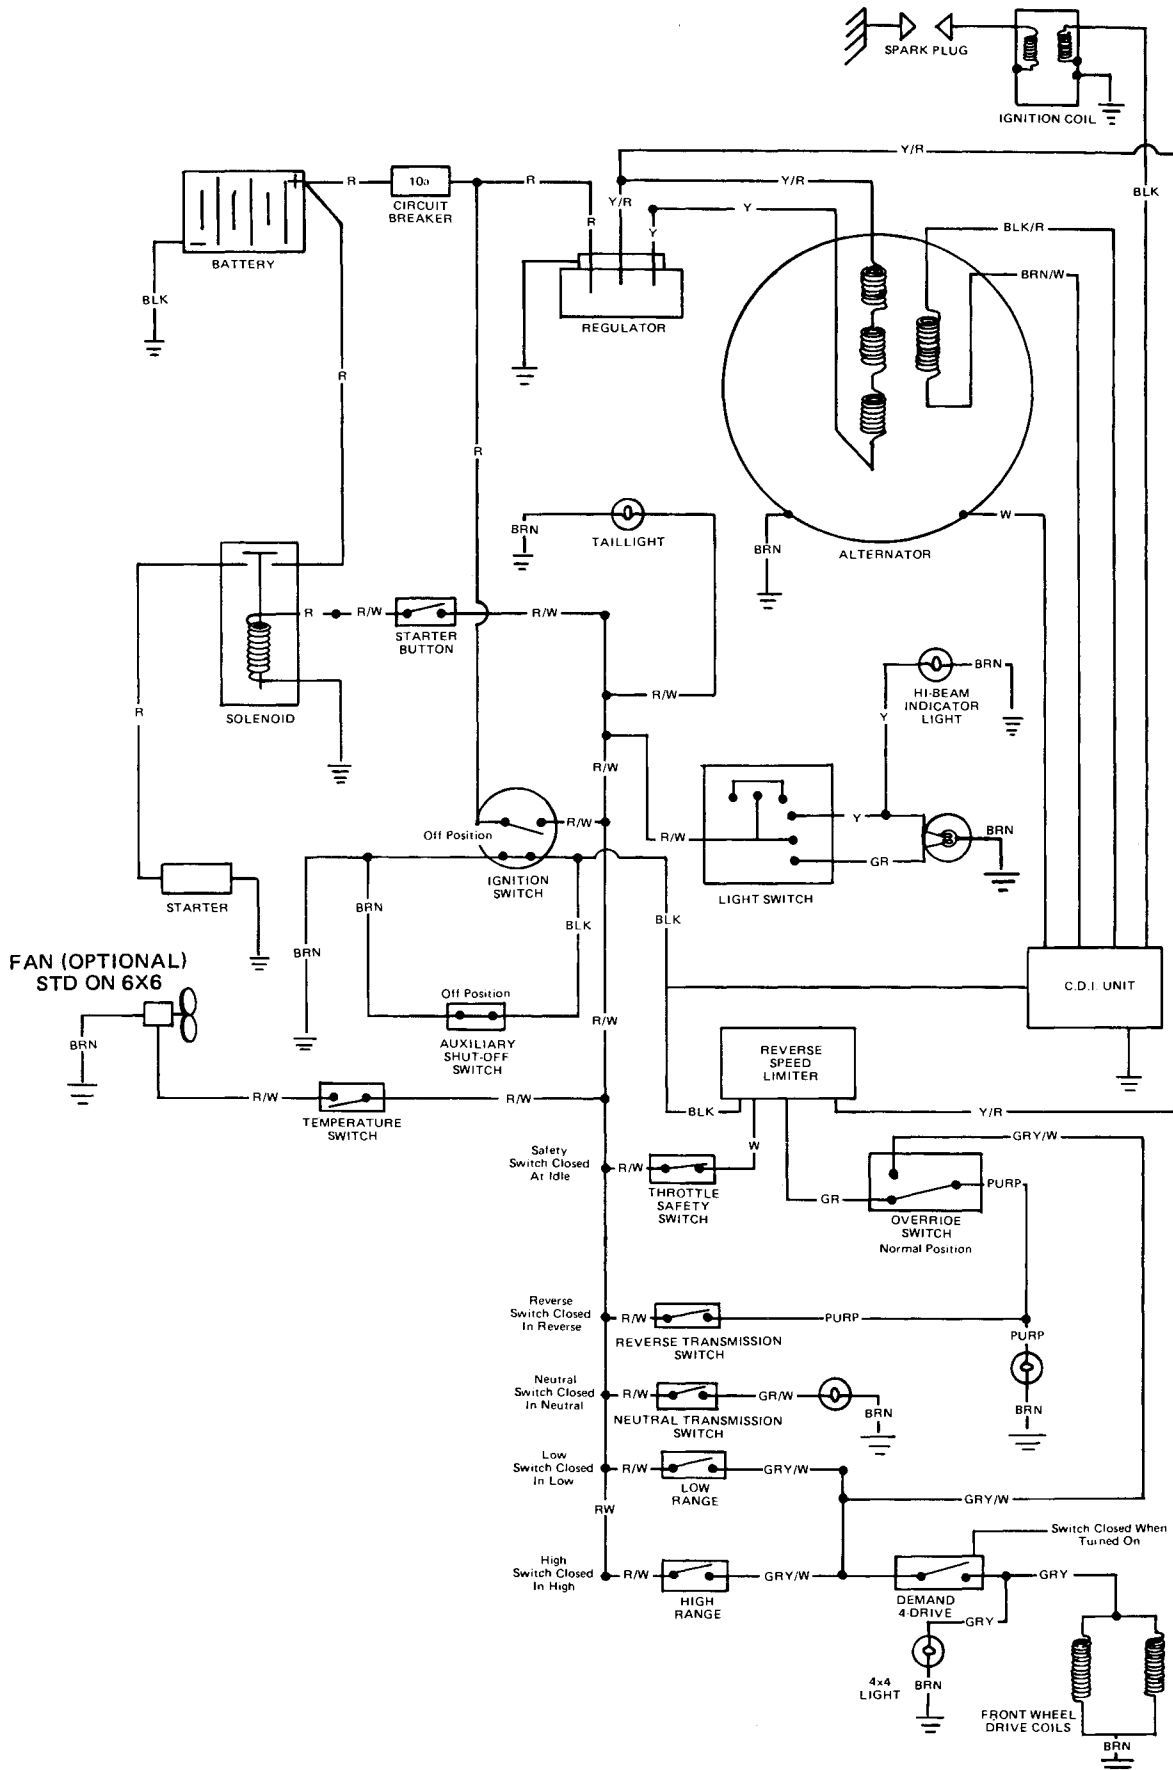 SPARK PLUG
IGNITION COIL
Y/R
BLK
R
10a
CIRCUIT
BREAKER
R
Y/R
Y/R
R
Y
Y
+
BATTERY
BLK
REGULATOR
BLK/R
BRN/W
R
R
BRN
TAILLIGHT
W
BRN
ALTERNATOR
R
R/W
STARTER
BUTTON
R/W
R/W
SOLENOID
R
HI-BEAM
INDICATOR
LIGHT
BRN
Y
R/W
Off Position
R/W
IGNITION
SWITCH
R/W
Y
GR
BRN
LIGHT SWITCH
STARTER
BRN
BRN
BLK
BLK
FAN (OPTIONAL)
STD ON 6X6
BRN
Off Position
AUXILIARY
SHUT-OFF
SWITCH
R/W
C.D.I. UNIT
REVERSE
SPEED
LIMITER
R/W
TEMPERATURE
SWITCH
R/W
BLK
Y/R
W
Safety
Switch Closed
At Idle
R/W
THROTTLE
SAFETY
SWITCH
GRY/W
GR
PURP
OVERRIDE
SWITCH
Normal Position
Reverse
Switch Closed
In Reverse
R/W
REVERSE TRANSMISSION
SWITCH
PURP
PURP
BRN
Neutral
Switch Closed
In Neutral
R/W
NEUTRAL TRANSMISSION
SWITCH
GR/W
BRN
Low
Switch Closed
In Low
R/W
LOW
RANGE
GRY/W
GRY/W
RW
Switch Closed When
Turned On
High
Switch Closed
In High
R/W
HIGH
RANGE
GRY/W
DEMAND
4-DRIVE
GRY
GRY
4x4
LIGHT
BRN
FRONT WHEEL
DRIVE COILS
BRN